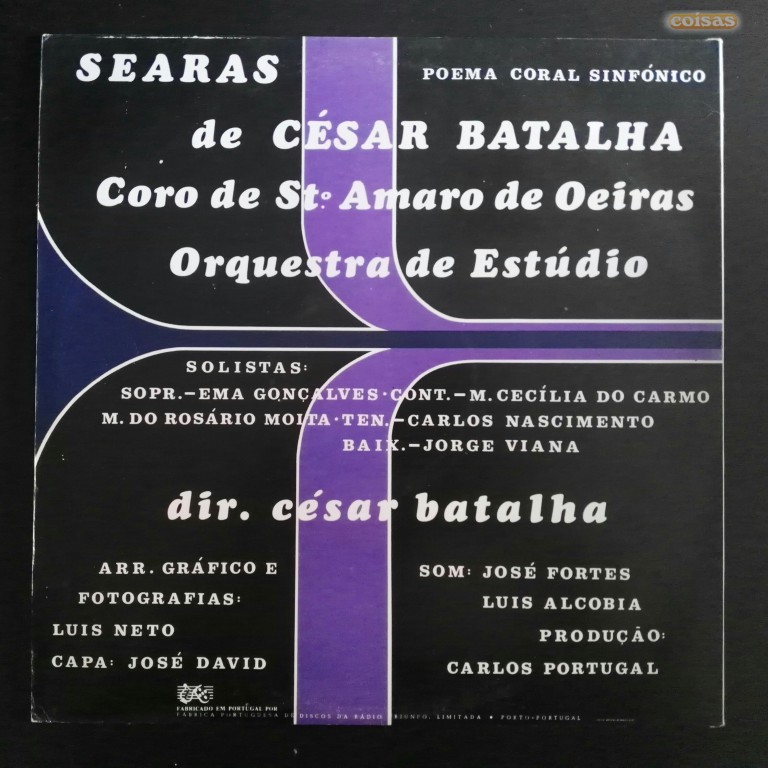 coisas
SEARAS POEMA CORAL SINFÓNICO
de CÉSAR BATALHA
Coro de Stº Amaro de Oeiras
Orquestra de Estúdio
SOLISTAS:
SOPR.-EMA GONÇALVES·CONT.-M. CECÍLIA DO CARMO
M. DO ROSÁRIO MOITA·TEN.-CARLOS NASCIMENTO
BAIX.-JORGE VIANA
dir. césar batalha
ARR. GRÁFICO E
FOTOGRAFIAS:
LUIS NETO
CAPA: JOSÉ DAVID
SOM: JOSÉ FORTES
LUIS ALCOBIA
PRODUÇÃO:
CARLOS PORTUGAL
FABRICADO EM PORTUGAL POR
FÁBRICA PORTUGUESA DE DISCOS DA RÁDIO TRIUNFO, LIMITADA • PORTO-PORTUGAL